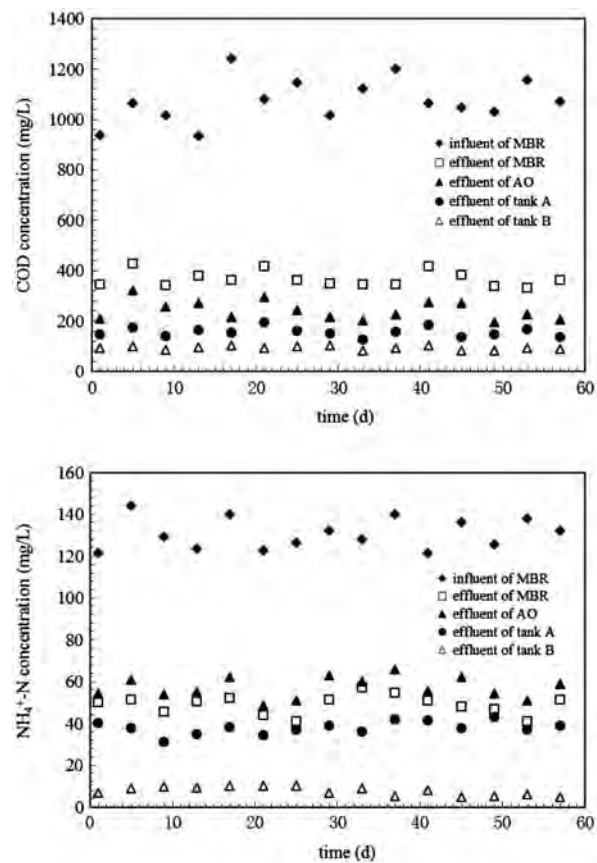 1400
1200
1000
800
600
400
200
0
COD concentration (mg/L)
influent of MBR
effluent of MBR
effluent of AO
effluent of tank A
effluent of tank B
0 10 20 30 40 50 60
time (d)
160
140
120
100
80
60
40
20
0
NH₄⁺-N concentration (mg/L)
influent of MBR
effluent of MBR
effluent of AO
effluent of tank A
effluent of tank B
0 10 20 30 40 50 60
time (d)